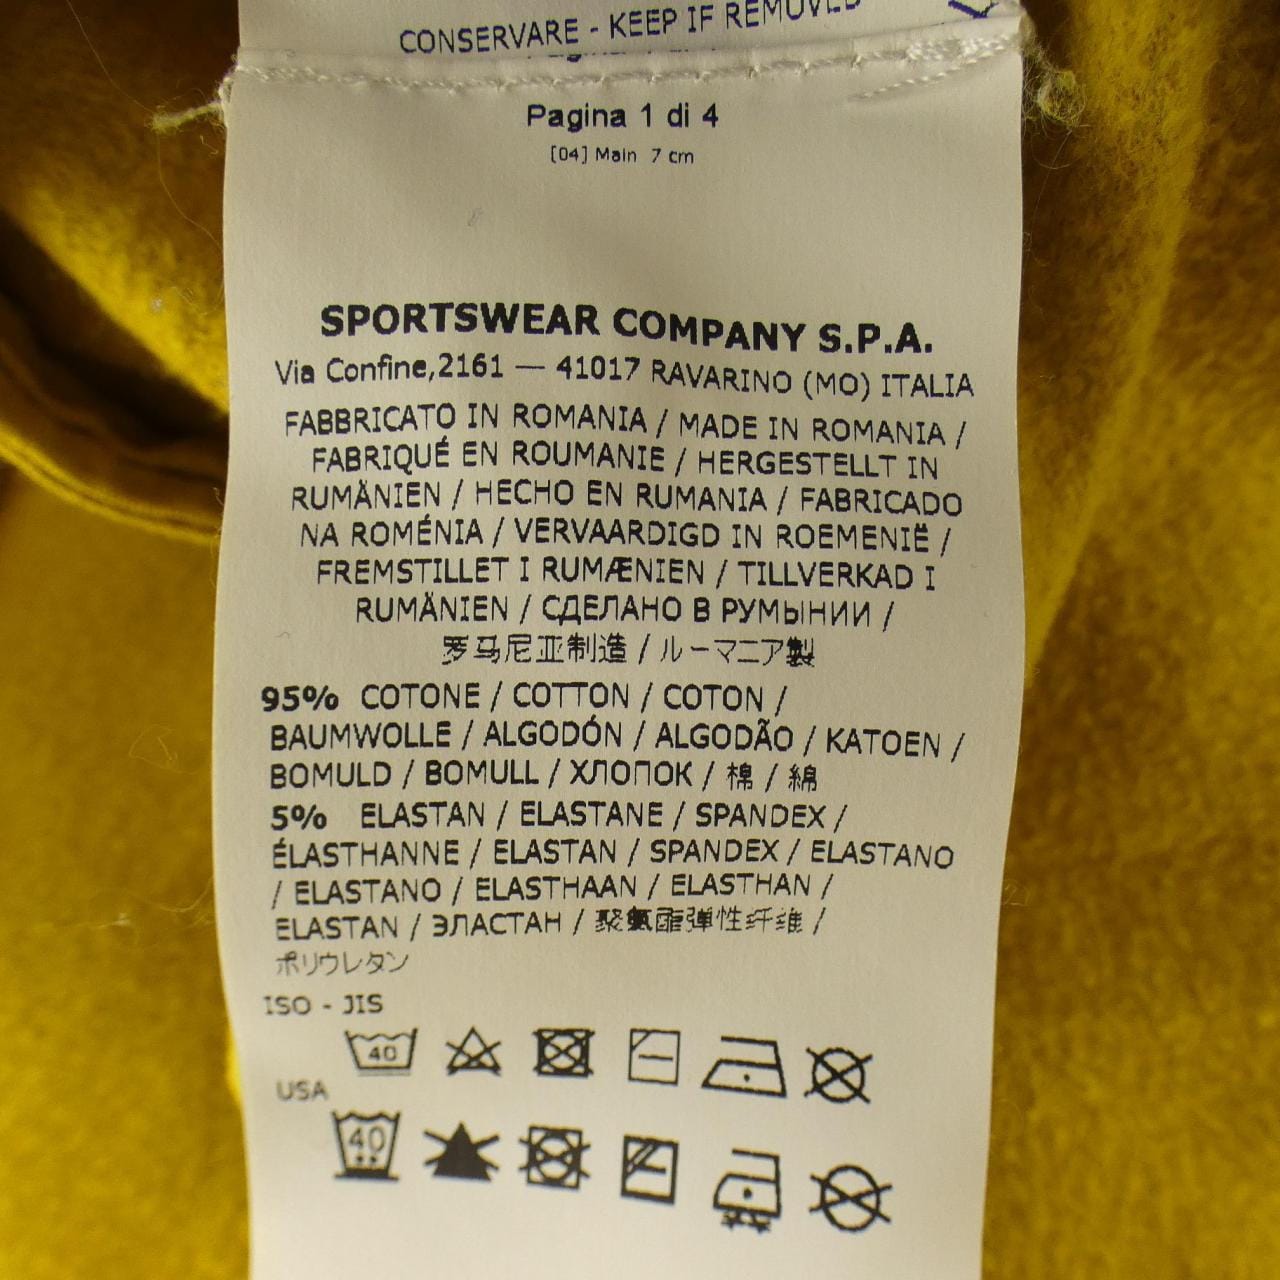 CONSERVARE - KEEP IF REMOVED
Pagina 1 di 4
[04] Main 7 cm
SPORTSWEAR COMPANY S.P.A.
Via Confine,2161 — 41017 RAVARINO (MO) ITALIA
FABBRICATO IN ROMANIA / MADE IN ROMANIA /
FABRIQUÉ EN ROUMANIE / HERGESTELLT IN
RUMÄNIEN / HECHO EN RUMANIA / FABRICADO
NA ROMÉNIA / VERVAARDIGD IN ROEMENIË /
FREMSTILLET I RUMÆNIEN / TILLVERKAD I
RUMÄNIEN / СДЕЛАНО В РУМЫНИИ /
罗马尼亚制造 / ルーマニア製
95% COTONE / COTTON / COTON /
BAUMWOLLE / ALGODÓN / ALGODÃO / KATOEN /
BOMULD / BOMULL / ХЛОПОК / 棉 / 綿
5% ELASTAN / ELASTANE / SPANDEX /
ÉLASTHANNE / ELASTAN / SPANDEX / ELASTANO
/ ELASTANO / ELASTHAAN / ELASTHAN /
ELASTAN / ЭЛАСТАН / 聚氨酯弹性纤维 /
ポリウレタン
ISO - JIS
40
USA
40